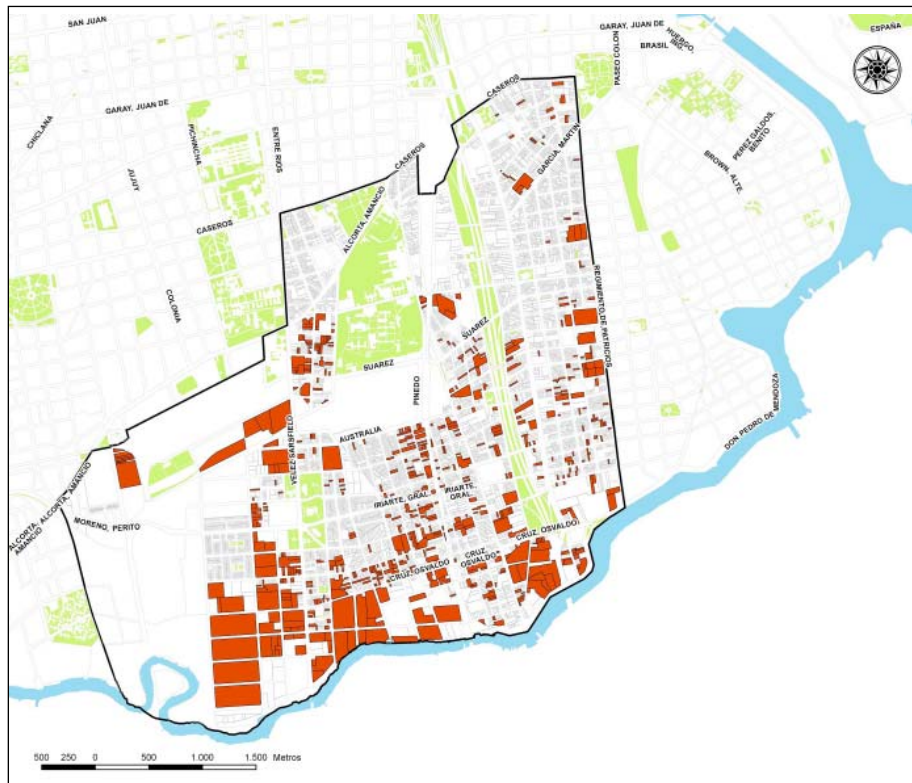 SAN JUAN
GARAY, JUAN DE
ESPAÑA
HUERGO,
ING.
BRASIL
PASEO COLON
CASEROS
GARAY, JUAN DE
CHICLANA
PICHINCHA
ENTRE RIOS
JUJUY
CASEROS
GARCIA, MARTIN
PEREZ GALDOS,
BENITO
BROWN, ALTE.
ALCORTA, AMANCIO
CASEROS
COLONIA
REGIMIENTO DE PATRICIOS
SUAREZ
SUAREZ
PINEDO
DON PEDRO DE MENDOZA
VELEZ SARSFIELD
AUSTRALIA
ALCORTA, ALCORTA, AMANCIO
AMANCIO
MORENO, PERITO
IRIARTE, GRAL.
IRIARTE,
GRAL.
CRUZ, OSVALDO
CRUZ,
OSVALDO
CRUZ, OSVALDO
500 250 0 500 1.000 1.500 Metros